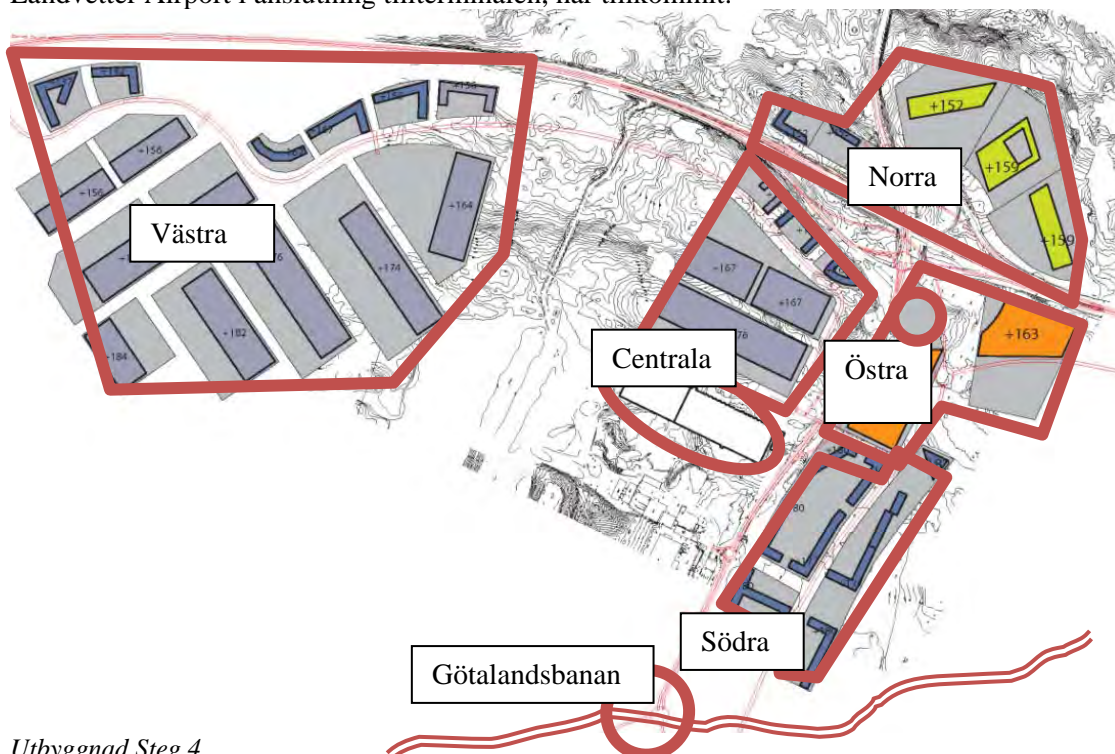 Landvetter Airport i anslutning till terminalen, har tillkommit.
+152
+159
+159
Norra
+156
+156
+164
Västra
+174
+182
+184
+167
+167
Centrala
Östra
+163
Södra
Götalandsbanan
Utbyggnad Steg 4